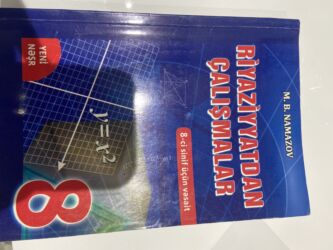 M. B. NAMAZOV
RİYAZİYYATDAN
ÇALIŞMALAR
8-ci sinif üçün vəsait
y=x²
YENİ
NƏŞR
8